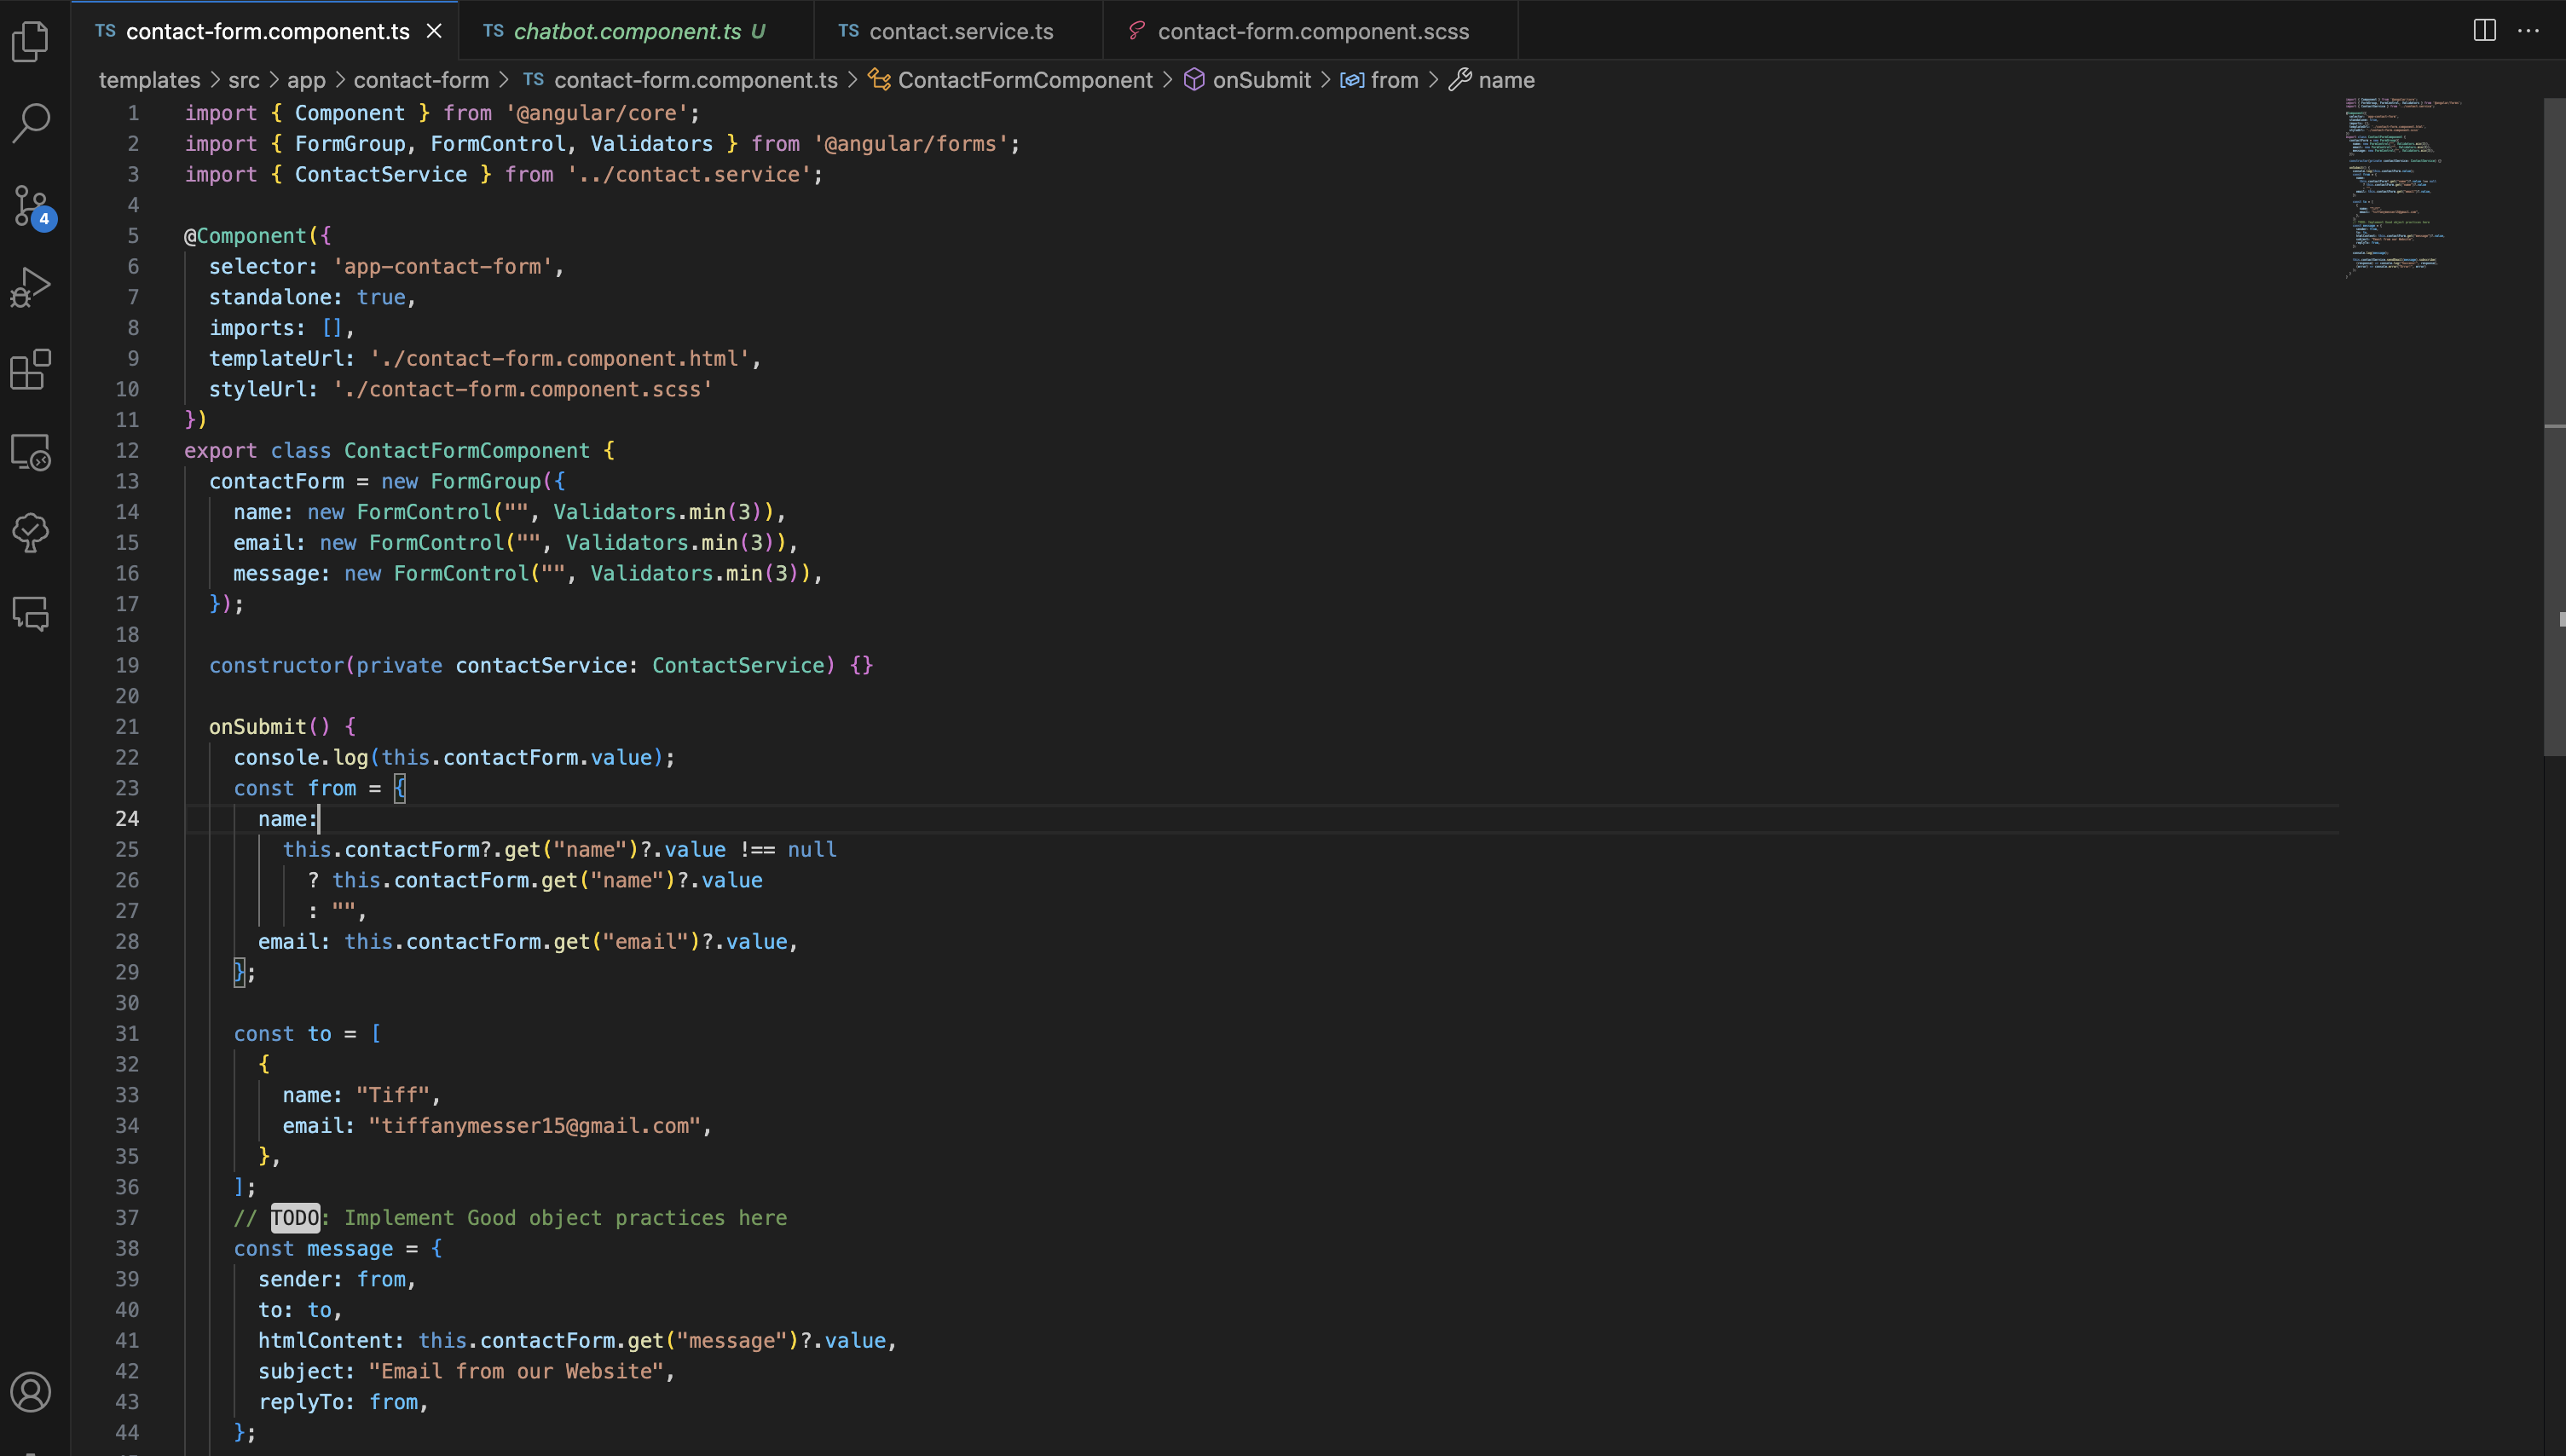 TS contact-form.component.ts
TS chatbot.component.ts U
TS contact.service.ts
contact-form.component.scss
templates > src > app > contact-form > TS contact-form.component.ts > ContactFormComponent > onSubmit > from > name
4
1 import { Component } from '@angular/core';
2 import { FormGroup, FormControl, Validators } from '@angular/forms';
3 import { ContactService } from '../contact.service';
4
5 @Component({
6   selector: 'app-contact-form',
7   standalone: true,
8   imports: [],
9   templateUrl: './contact-form.component.html',
10   styleUrl: './contact-form.component.scss'
11 })
12 export class ContactFormComponent {
13   contactForm = new FormGroup({
14     name: new FormControl("", Validators.min(3)),
15     email: new FormControl("", Validators.min(3)),
16     message: new FormControl("", Validators.min(3)),
17   });
18
19   constructor(private contactService: ContactService) {}
20
21   onSubmit() {
22     console.log(this.contactForm.value);
23     const from = {
24       name:
25         this.contactForm?.get("name")?.value !== null
26           ? this.contactForm.get("name")?.value
27           : "",
28       email: this.contactForm.get("email")?.value,
29     };
30
31     const to = [
32       {
33         name: "Tiff",
34         email: "tiffanymesser15@gmail.com",
35       },
36     ];
37     // TODO: Implement Good object practices here
38     const message = {
39       sender: from,
40       to: to,
41       htmlContent: this.contactForm.get("message")?.value,
42       subject: "Email from our Website",
43       replyTo: from,
44     };